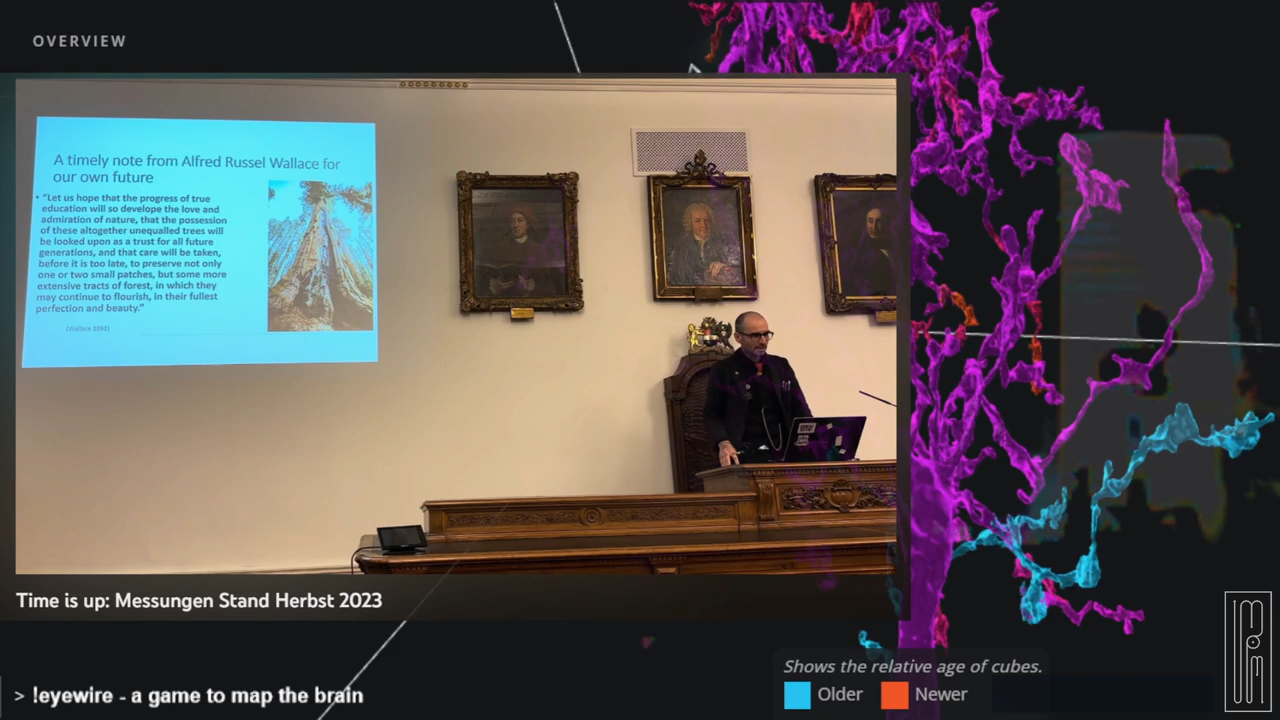 OVERVIEW
A timely note from Alfred Russel Wallace for
our own future
• "Let us hope that the progress of true
education will so develope the love and
admiration of nature, that the possession
of these altogether unequalled trees will
be looked upon as a trust for all future
generations, and that care will be taken,
before it is too late, to preserve not only
one or two small patches, but some more
extensive tracts of forest, in which they
may continue to flourish, in their fullest
perfection and beauty."
(Wallace 1891)
Time is up: Messungen Stand Herbst 2023
> !eyewire - a game to map the brain
Shows the relative age of cubes.
Older Newer